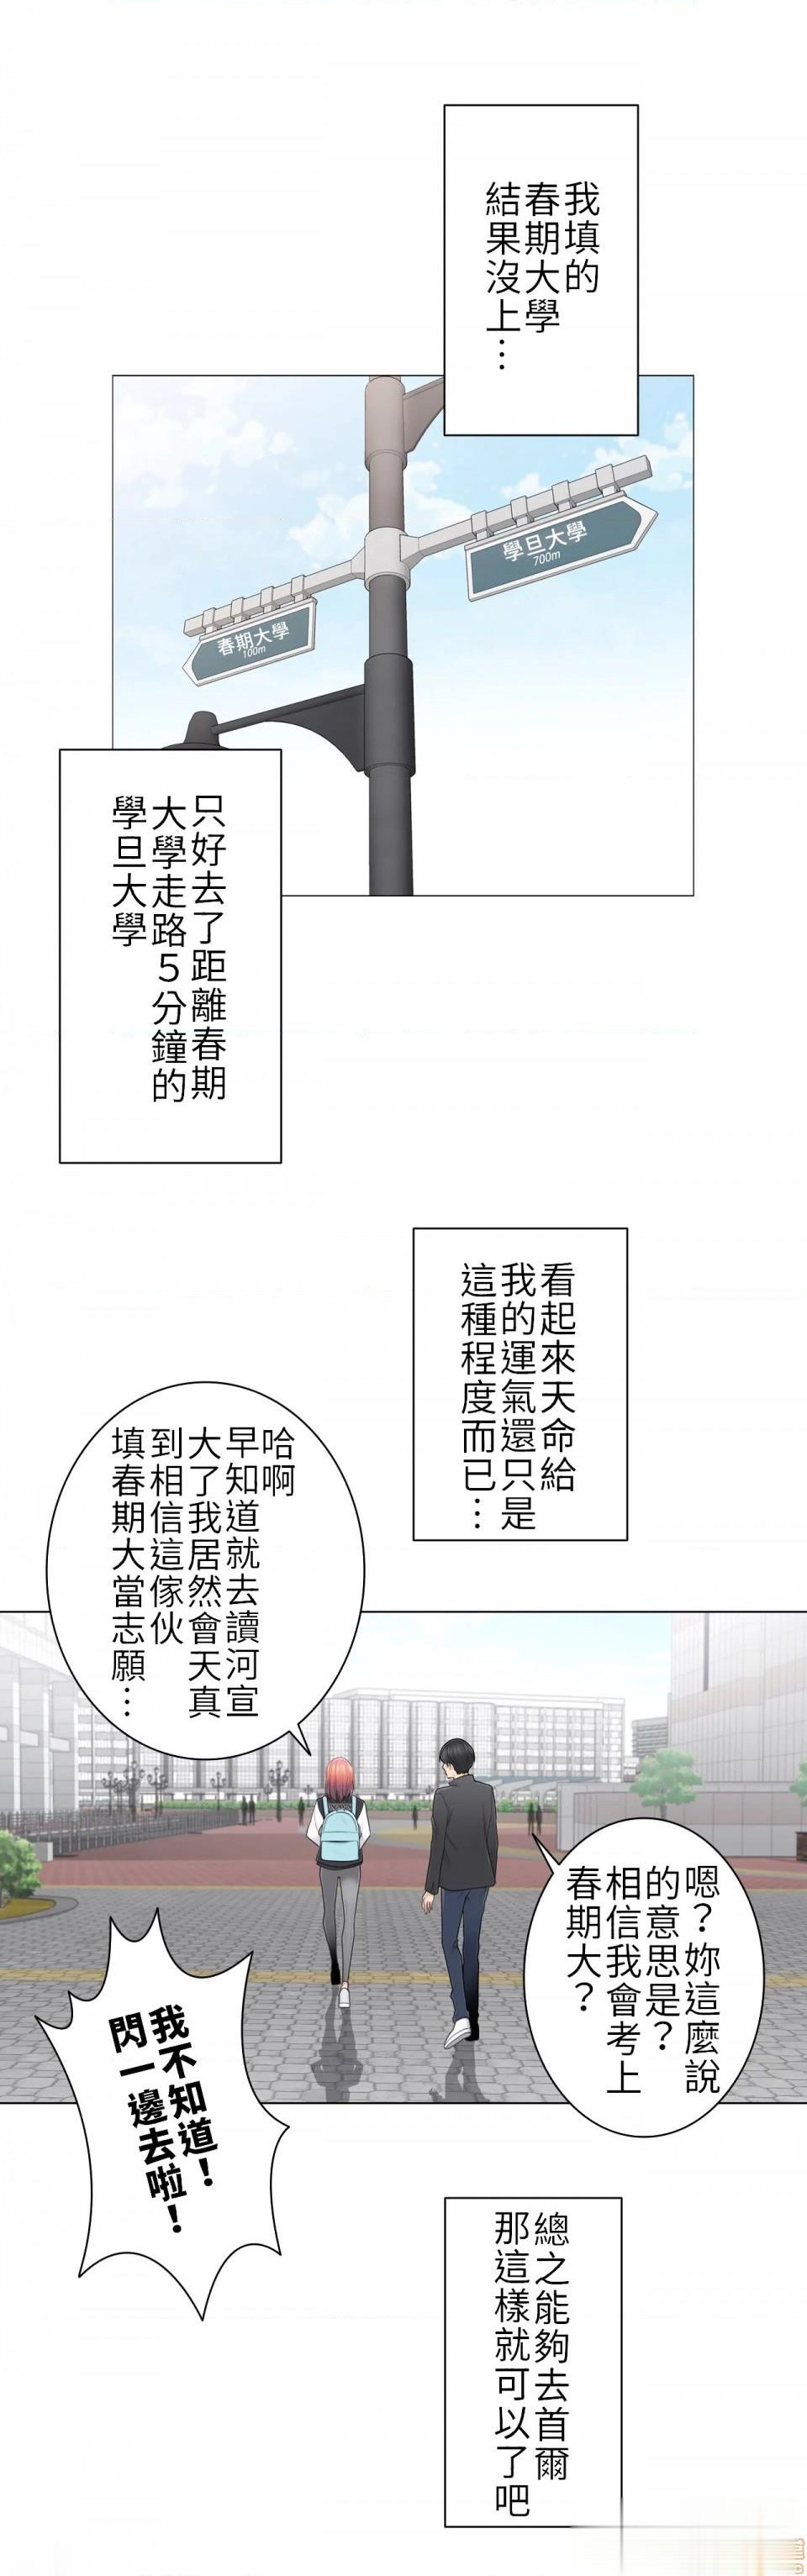 我填的
春期大學
結果沒上…
學旦大學
700m
春期大學
100m
只好去了距離春期
大學走路5分鐘的
學旦大學
看起來天命給
我的運氣還只是
這種程度而已…
哈啊
早知道就去讀河宣
大了我居然會天真
到相信這傢伙
填春期大當志願…
嗯？妳這麼說
的意思是？
相信我會考上
春期大？
我不知道！
閃一邊去啦！
總之能夠去首爾
那這樣就可以了吧